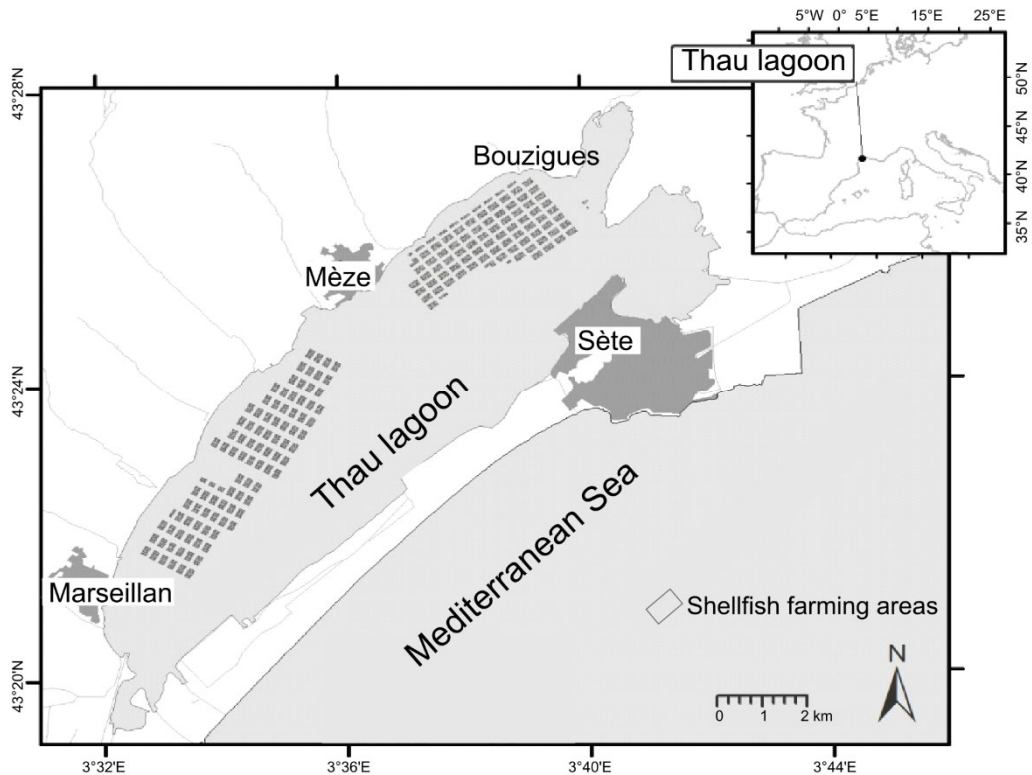 5°W 0° 5°E 15°E 25°E
Thau lagoon
50°N
45°N
40°N
35°N
43°28'N
Bouzigues
Mèze
Sète
43°24'N
Thau lagoon
Mediterranean Sea
Marseillan
Shellfish farming areas
N
43°20'N
0 1 2 km
3°32'E 3°36'E 3°40'E 3°44'E